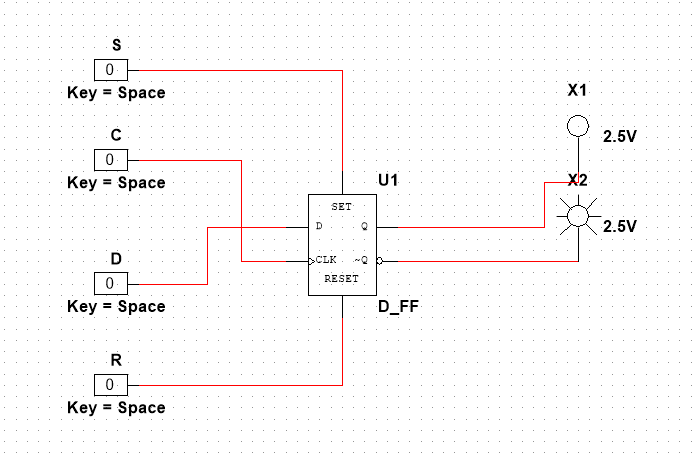 S
0
Key = Space
C
0
Key = Space
D
0
Key = Space
R
0
Key = Space
U1
SET
D Q
CLK ~Q
RESET
D_FF
X1
2.5V
X2
2.5V